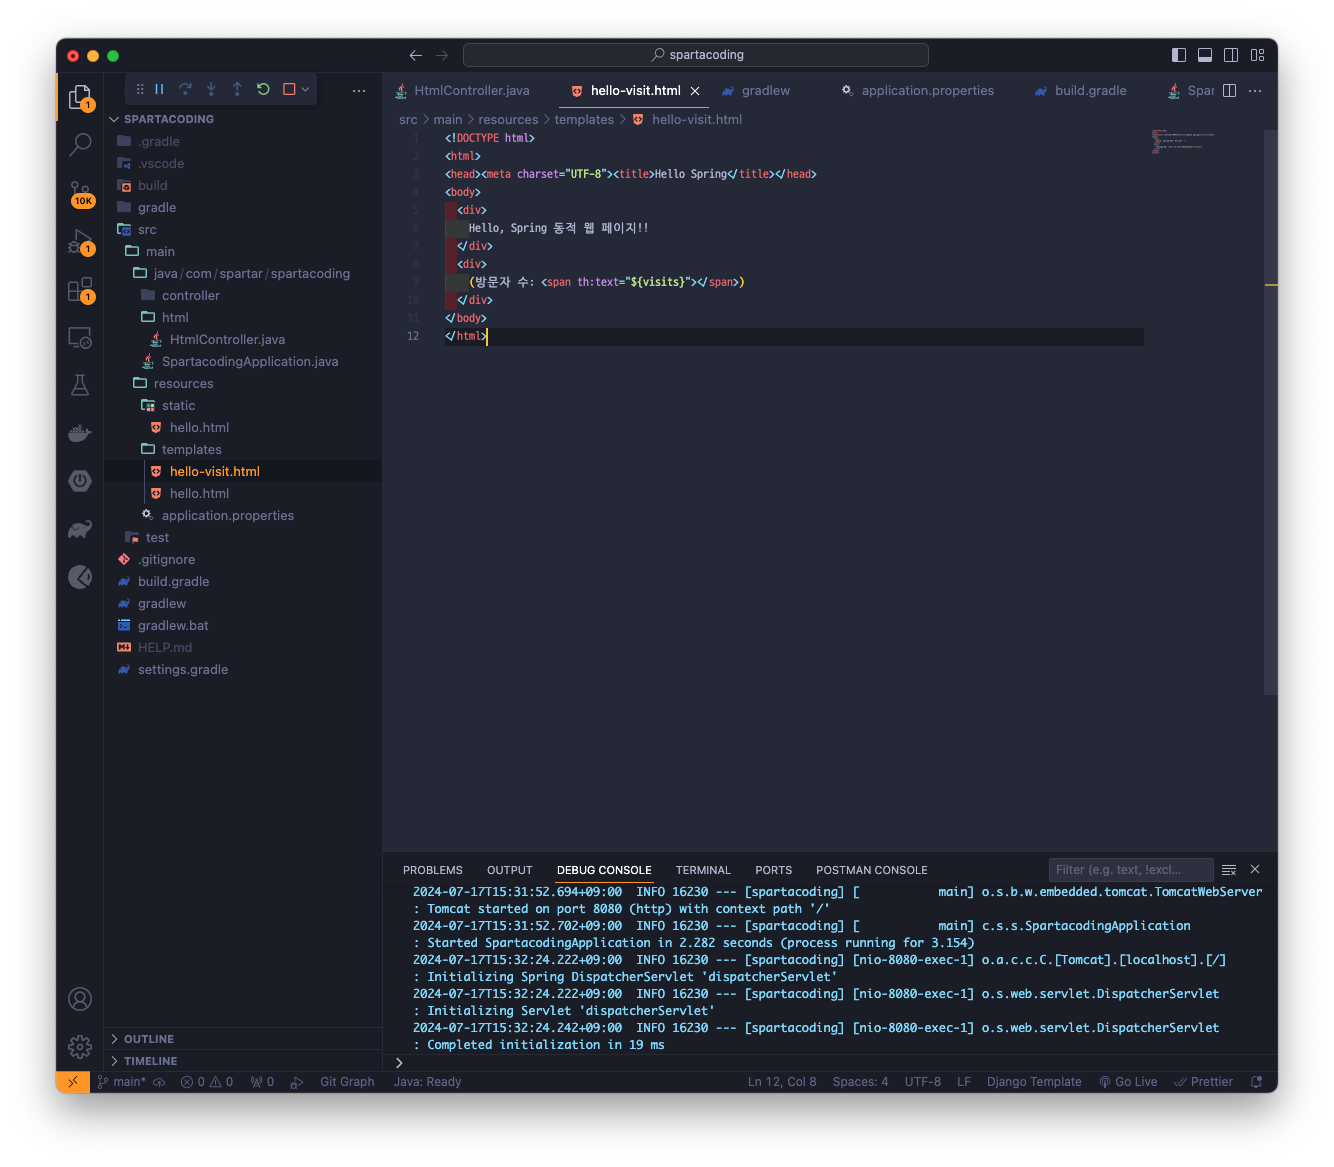 spartacoding
HtmlController.java
hello-visit.html
gradlew
application.properties
build.gradle
Spar
1
10K
1
1
SPARTACODING
.gradle
.vscode
build
gradle
src
main
java/com/spartar/spartacoding
controller
html
HtmlController.java
SpartacodingApplication.java
resources
static
hello.html
templates
hello-visit.html
hello.html
application.properties
test
.gitignore
build.gradle
gradlew
gradlew.bat
HELP.md
settings.gradle
OUTLINE
TIMELINE
src > main > resources > templates > hello-visit.html
1 <!DOCTYPE html>
2 <html>
3 <head><meta charset="UTF-8"><title>Hello Spring</title></head>
4 <body>
5 <div>
6 Hello, Spring 동적 웹 페이지!!
7 </div>
8 <div>
9 (방문자 수: <span th:text="${visits}"></span>)
10 </div>
11 </body>
12 </html>
PROBLEMS OUTPUT DEBUG CONSOLE TERMINAL PORTS POSTMAN CONSOLE
Filter (e.g. text, !excl...
2024-07-17T15:31:52.694+09:00  INFO 16230 --- [spartacoding] [           main] o.s.b.w.embedded.tomcat.TomcatWebServer
: Tomcat started on port 8080 (http) with context path '/'
2024-07-17T15:31:52.702+09:00  INFO 16230 --- [spartacoding] [           main] c.s.s.SpartacodingApplication
: Started SpartacodingApplication in 2.282 seconds (process running for 3.154)
2024-07-17T15:32:24.222+09:00  INFO 16230 --- [spartacoding] [nio-8080-exec-1] o.a.c.c.C.[Tomcat].[localhost].[/]
: Initializing Spring DispatcherServlet 'dispatcherServlet'
2024-07-17T15:32:24.222+09:00  INFO 16230 --- [spartacoding] [nio-8080-exec-1] o.s.web.servlet.DispatcherServlet
: Initializing Servlet 'dispatcherServlet'
2024-07-17T15:32:24.242+09:00  INFO 16230 --- [spartacoding] [nio-8080-exec-1] o.s.web.servlet.DispatcherServlet
: Completed initialization in 19 ms
>
main* 0 0 0 Git Graph Java: Ready Ln 12, Col 8 Spaces: 4 UTF-8 LF Django Template Go Live Prettier